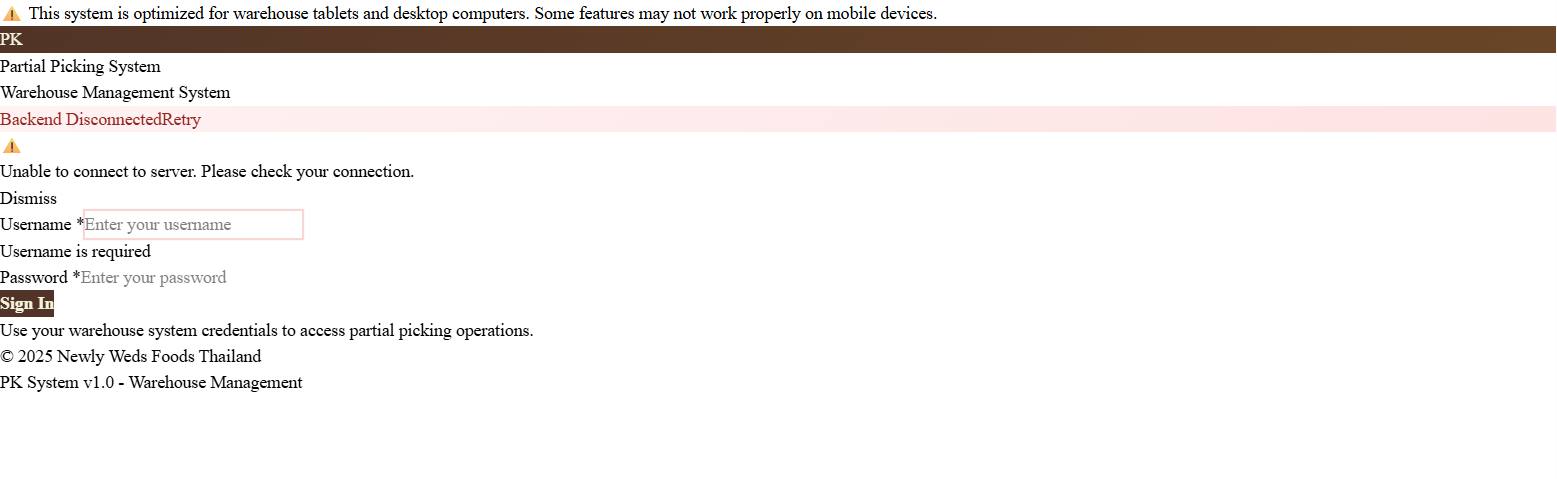 ⚠️ This system is optimized for warehouse tablets and desktop computers. Some features may not work properly on mobile devices.
PK
Partial Picking System
Warehouse Management System
Backend DisconnectedRetry
⚠️
Unable to connect to server. Please check your connection.
Dismiss
Username *Enter your username
Username is required
Password *Enter your password
Sign In
Use your warehouse system credentials to access partial picking operations.
© 2025 Newly Weds Foods Thailand
PK System v1.0 - Warehouse Management